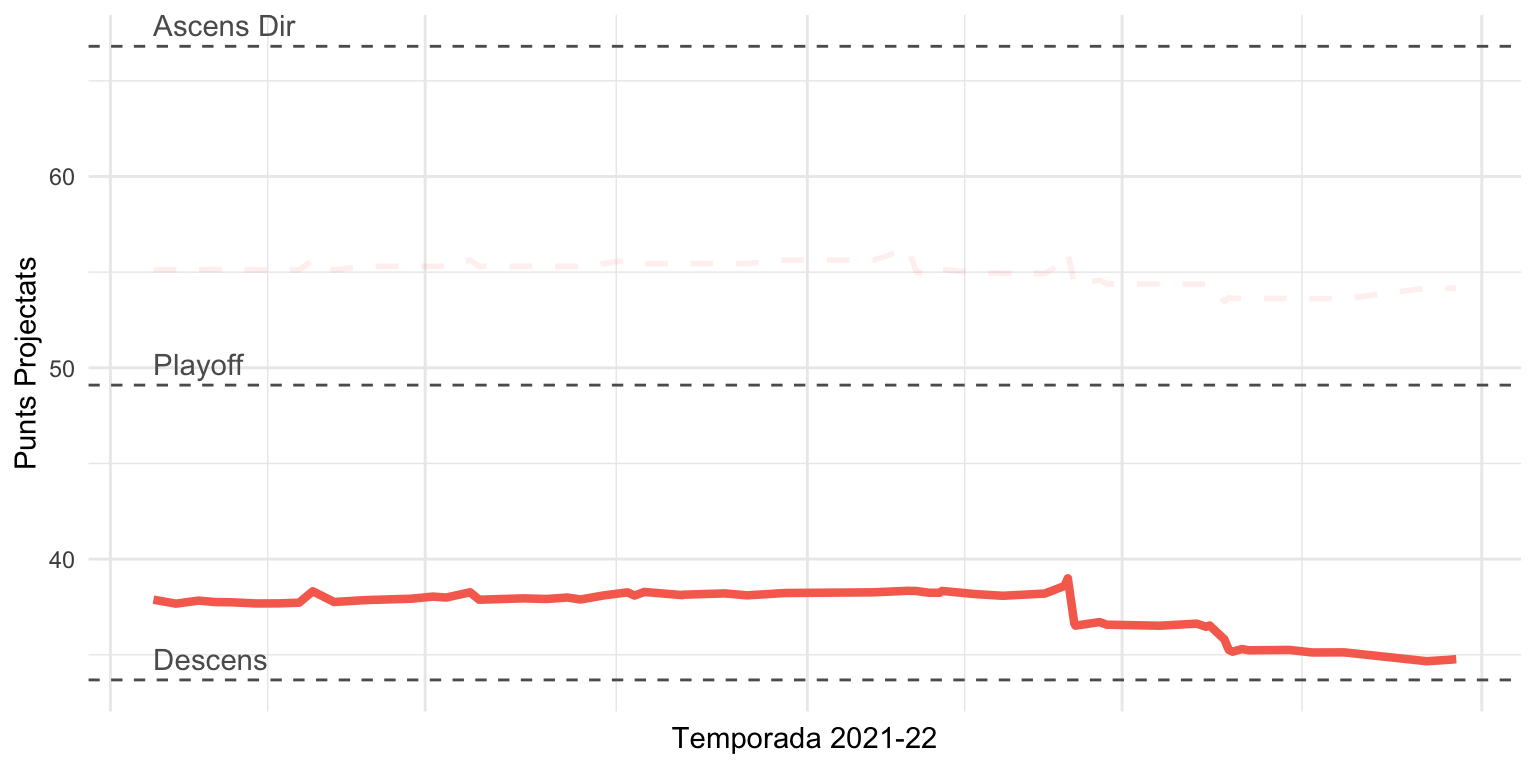 Ascens Dir
60
Playoff
50
Punts Projectats
40
Descens
Temporada 2021-22